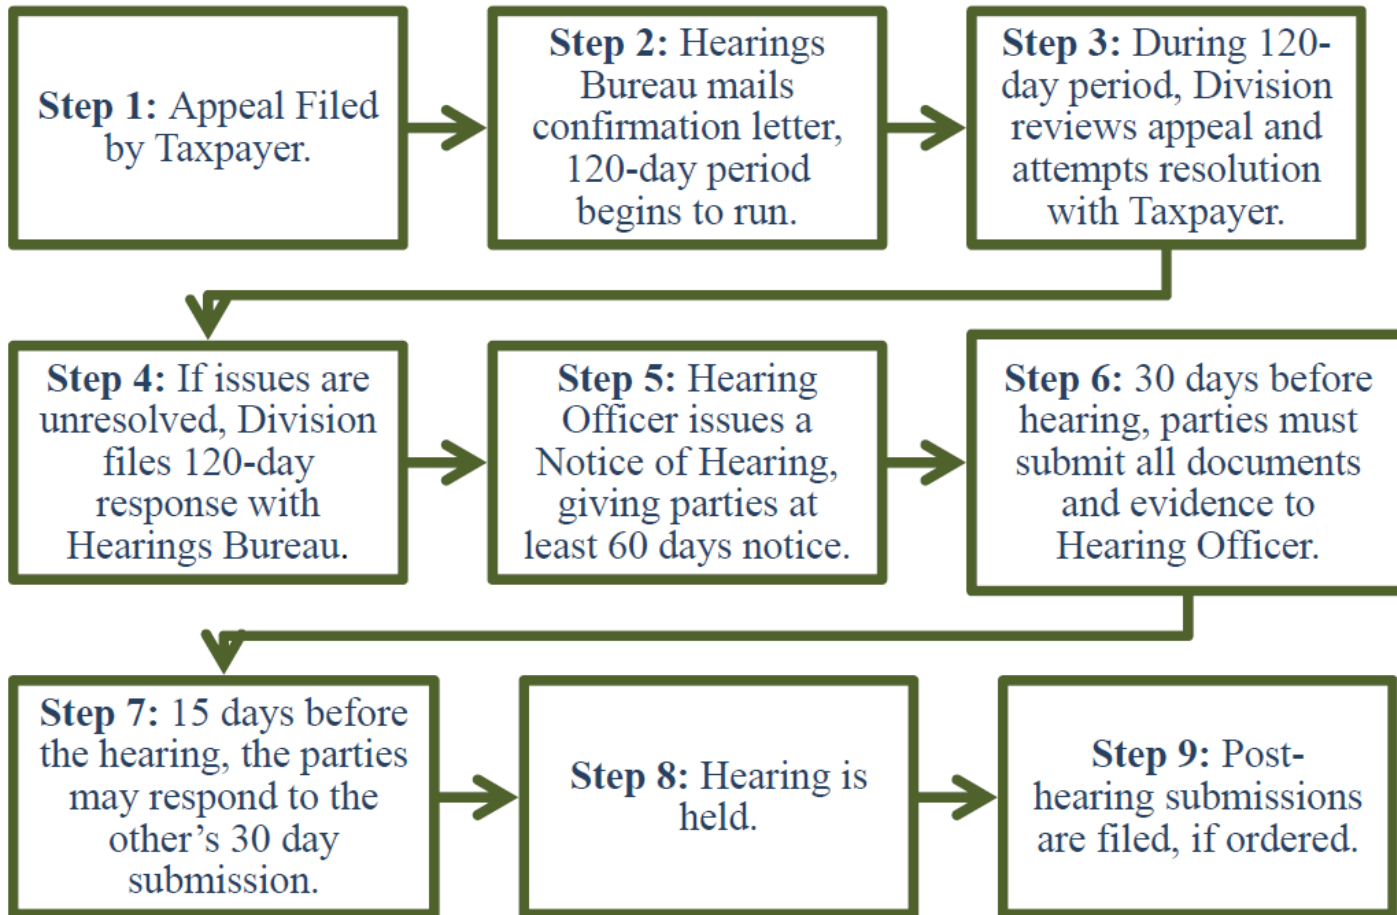 Step 1: Appeal Filed
by Taxpayer.
Step 2: Hearings
Bureau mails
confirmation letter,
120-day period
begins to run.
Step 3: During 120-
day period, Division
reviews appeal and
attempts resolution
with Taxpayer.
Step 4: If issues are
unresolved, Division
files 120-day
response with
Hearings Bureau.
Step 5: Hearing
Officer issues a
Notice of Hearing,
giving parties at
least 60 days notice.
Step 6: 30 days before
hearing, parties must
submit all documents
and evidence to
Hearing Officer.
Step 7: 15 days before
the hearing, the parties
may respond to the
other’s 30 day
submission.
Step 8: Hearing is
held.
Step 9: Post-
hearing submissions
are filed, if ordered.